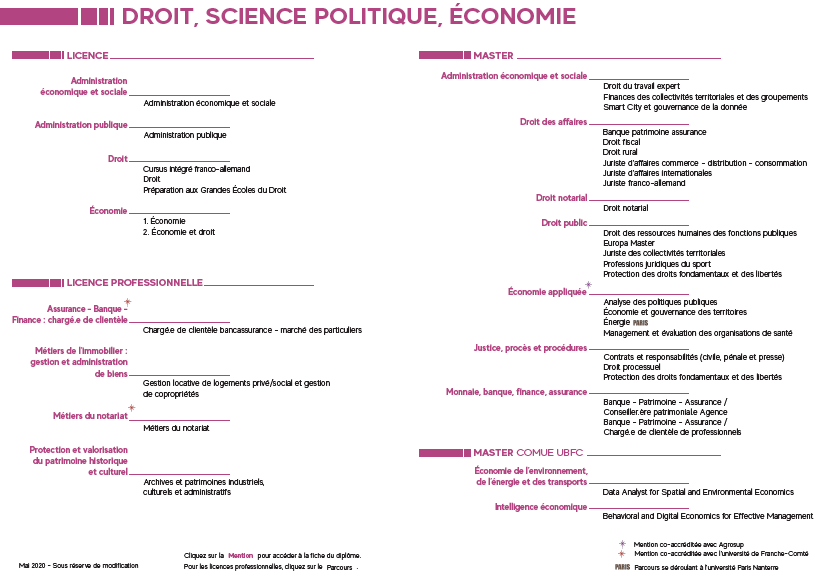 DROIT, SCIENCE POLITIQUE, ÉCONOMIE
LICENCE
Administration
économique et sociale
Administration économique et sociale
Administration publique
Administration publique
Droit
Cursus intégré franco-allemand
Droit
Préparation aux Grandes Écoles du Droit
Économie
1. Économie
2. Économie et droit
LICENCE PROFESSIONNELLE
Assurance - Banque -
Finance : chargé.e de clientèle
Chargé.e de clientèle bancassurance - marché des particuliers
Métiers de l'immobilier :
gestion et administration
de biens
Gestion locative de logements privé/social et gestion
de copropriétés
Métiers du notariat
Métiers du notariat
Protection et valorisation
du patrimoine historique
et culturel
Archives et patrimoines industriels,
culturels et administratifs
MASTER
Administration économique et sociale
Droit du travail expert
Finances des collectivités territoriales et des groupements
Smart City et gouvernance de la donnée
Droit des affaires
Banque patrimoine assurance
Droit fiscal
Droit rural
Juriste d'affaires commerce - distribution - consommation
Juriste d'affaires internationales
Juriste franco-allemand
Droit notarial
Droit notarial
Droit public
Droit des ressources humaines des fonctions publiques
Europa Master
Juriste des collectivités territoriales
Professions juridiques du sport
Protection des droits fondamentaux et des libertés
Économie appliquée
Analyse des politiques publiques
Économie et gouvernance des territoires
Énergie PARIS
Management et évaluation des organisations de santé
Justice, procès et procédures
Contrats et responsabilités (civile, pénale et presse)
Droit processuel
Protection des droits fondamentaux et des libertés
Monnaie, banque, finance, assurance
Banque - Patrimoine - Assurance /
Conseiller.ère patrimonial.e Agence
Banque - Patrimoine - Assurance /
Chargé.e de clientèle de professionnels
MASTER COMUE UBFC
Économie de l'environnement,
de l'énergie et des transports
Data Analyst for Spatial and Environmental Economics
Intelligence économique
Behavioral and Digital Economics for Effective Management
Mention co-accréditée avec Agrosup
Mention co-accréditée avec l'université de Franche-Comté
PARIS Parcours se déroulant à l'université Paris Nanterre
Cliquez sur la Mention pour accéder à la fiche du diplôme.
Pour les licences professionnelles, cliquez sur le Parcours .
Mai 2020 - Sous réserve de modification